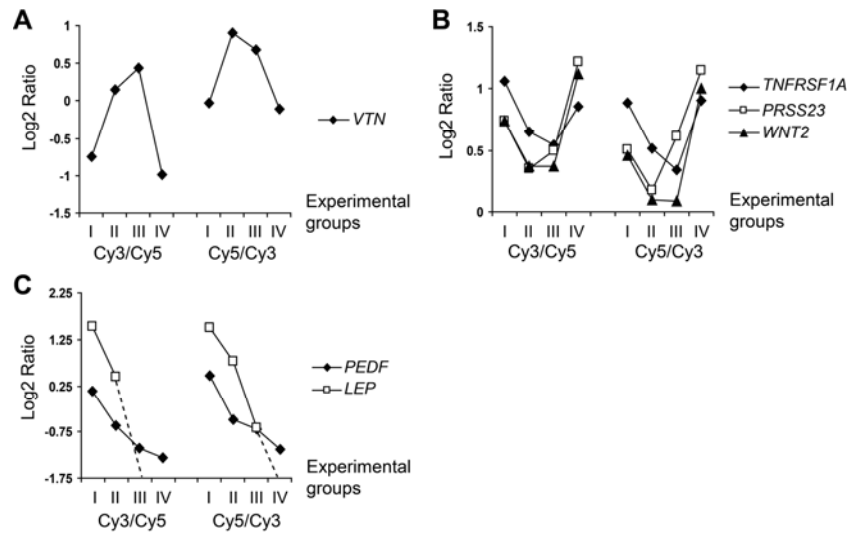 A
1
0.5
0
-0.5
-1
-1.5
Log2 Ratio
VTN
I II III IV I II III IV
Experimental
groups
Cy3/Cy5 Cy5/Cy3
B
1.5
1
0.5
0
Log2 Ratio
TNFRSF1A
PRSS23
WNT2
I II III IV I II III IV
Experimental
groups
Cy3/Cy5 Cy5/Cy3
C
2.25
1.25
0.25
-0.75
-1.75
Log2 Ratio
PEDF
LEP
I II III IV I II III IV
Experimental
groups
Cy3/Cy5 Cy5/Cy3